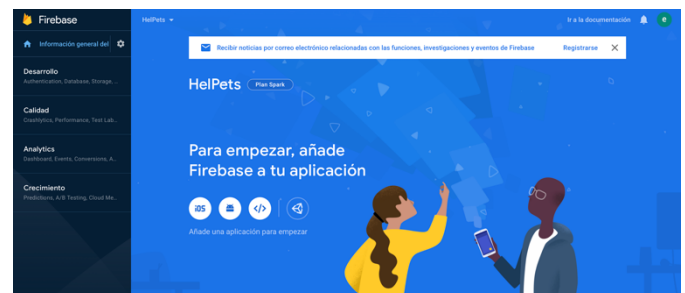 Firebase
HelPets
Ir a la documentación
e
Información general del
Recibir noticias por correo electrónico relacionadas con las funciones, investigaciones y eventos de Firebase
Registrarse
Desarrollo
Authentication, Database, Storage, ...
HelPets
Plan Spark
Calidad
Crashlytics, Performance, Test Lab...
Para empezar, añade
Firebase a tu aplicación
Analytics
Dashboard, Events, Conversions, A...
Crecimiento
Predictions, A/B Testing, Cloud Me...
iOS
Añade una aplicación para empezar